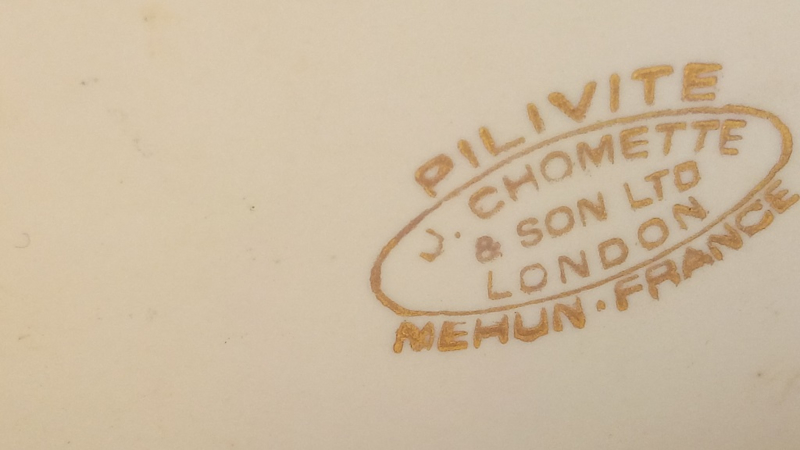 PILIVITE
J. CHOMETTE
& SON LTD
LONDON
MEHUN·FRANCE